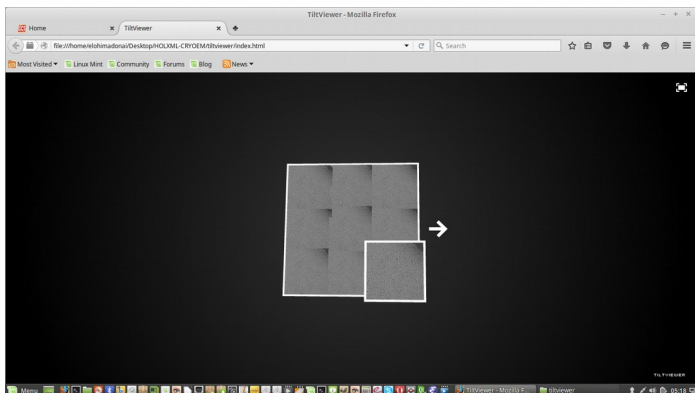 TiltViewer - Mozilla Firefox
Home
TiltViewer
file:///home/elohimadonai/Desktop/HOLXML-CRYOEM/tiltviewer/index.html
Search
Most Visited
Linux Mint
Community
Forums
Blog
News
TILTVIEWER
Menu
TiltViewer - Mozilla F...
tiltviewer
05:18